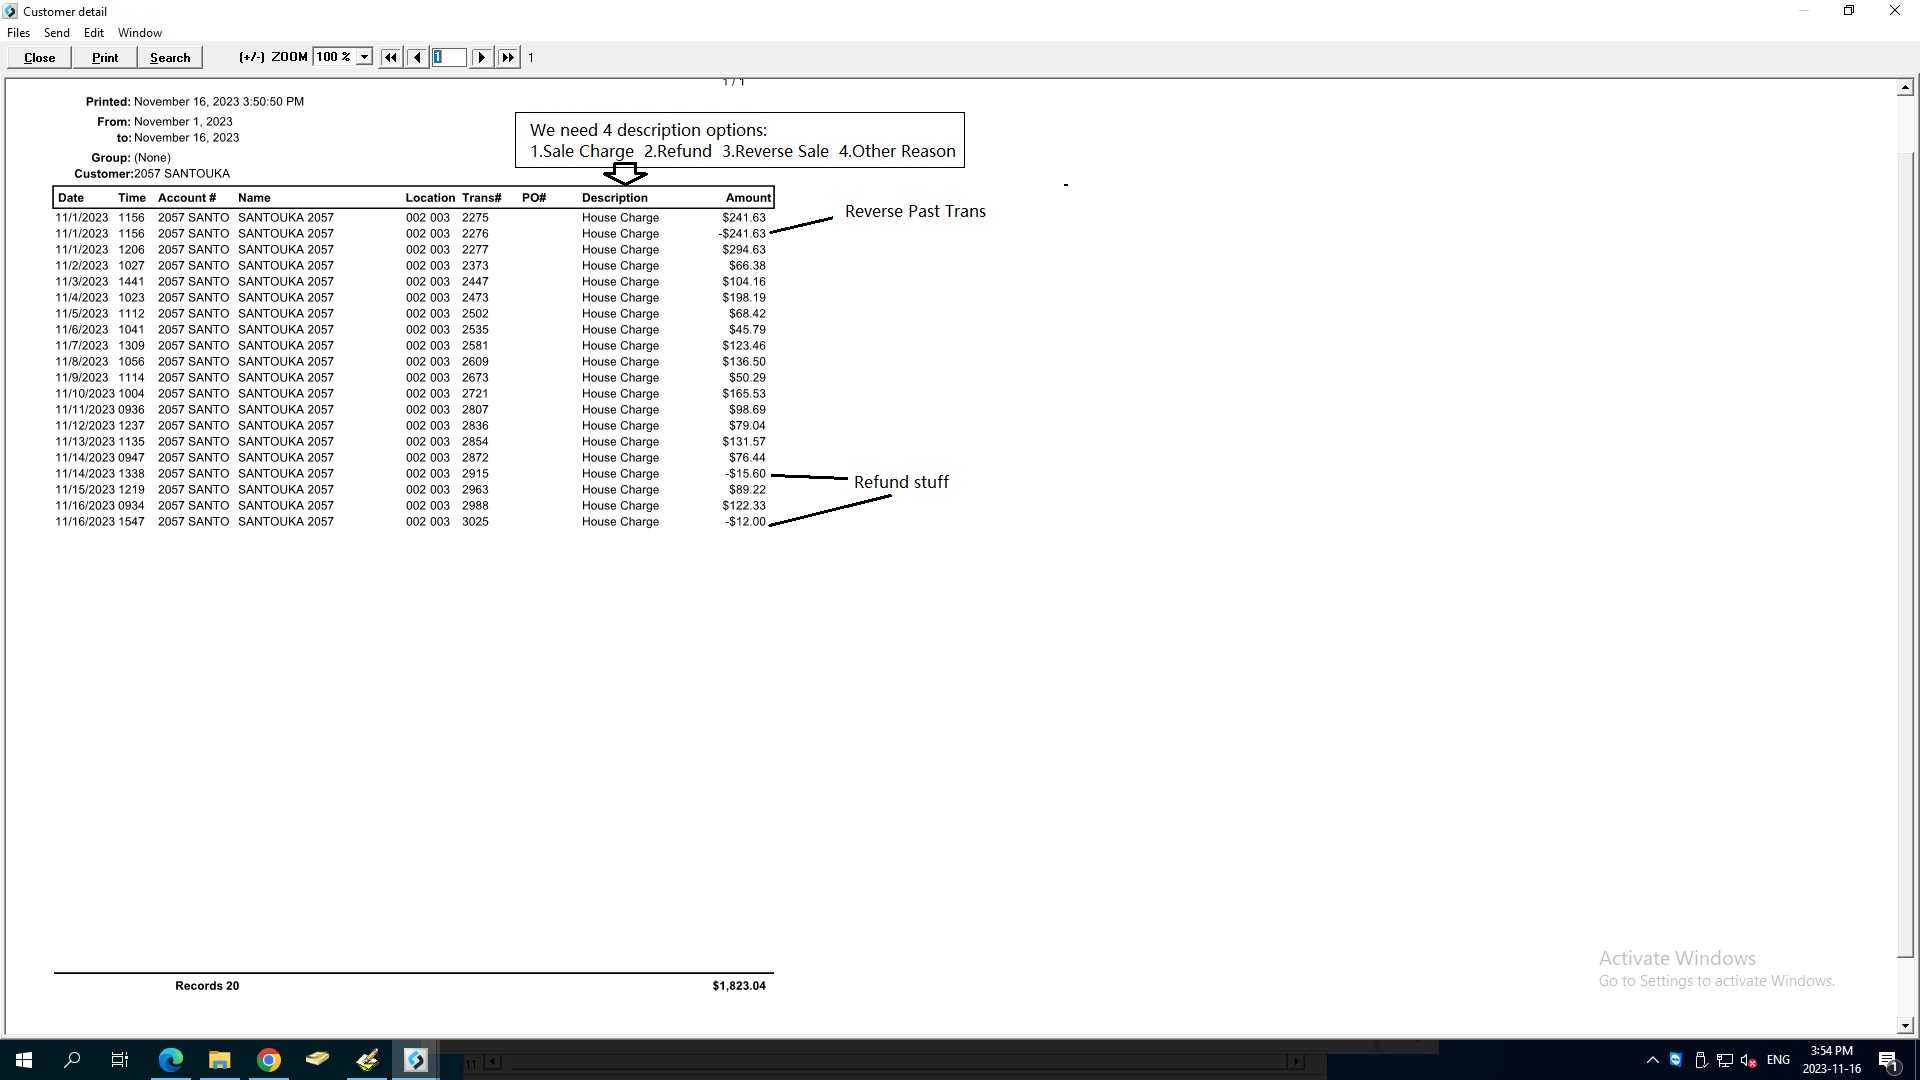 Customer detail
Files Send Edit Window
Close Print Search (+/-) ZOOM 100 % 1 1
1 / 1
Printed: November 16, 2023 3:50:50 PM
From: November 1, 2023
to: November 16, 2023
Group: (None)
Customer:2057 SANTOUKA
We need 4 description options:
1.Sale Charge 2.Refund 3.Reverse Sale 4.Other Reason
Date Time Account # Name Location Trans# PO# Description Amount
11/1/2023 1156 2057 SANTO SANTOUKA 2057 002 003 2275 House Charge $241.63
Reverse Past Trans
11/1/2023 1156 2057 SANTO SANTOUKA 2057 002 003 2276 House Charge -$241.63
11/1/2023 1206 2057 SANTO SANTOUKA 2057 002 003 2277 House Charge $294.63
11/2/2023 1027 2057 SANTO SANTOUKA 2057 002 003 2373 House Charge $66.38
11/3/2023 1441 2057 SANTO SANTOUKA 2057 002 003 2447 House Charge $104.16
11/4/2023 1023 2057 SANTO SANTOUKA 2057 002 003 2473 House Charge $198.19
11/5/2023 1112 2057 SANTO SANTOUKA 2057 002 003 2502 House Charge $68.42
11/6/2023 1041 2057 SANTO SANTOUKA 2057 002 003 2535 House Charge $45.79
11/7/2023 1309 2057 SANTO SANTOUKA 2057 002 003 2581 House Charge $123.46
11/8/2023 1056 2057 SANTO SANTOUKA 2057 002 003 2609 House Charge $136.50
11/9/2023 1114 2057 SANTO SANTOUKA 2057 002 003 2673 House Charge $50.29
11/10/2023 1004 2057 SANTO SANTOUKA 2057 002 003 2721 House Charge $165.53
11/11/2023 0936 2057 SANTO SANTOUKA 2057 002 003 2807 House Charge $98.69
11/12/2023 1237 2057 SANTO SANTOUKA 2057 002 003 2836 House Charge $79.04
11/13/2023 1135 2057 SANTO SANTOUKA 2057 002 003 2854 House Charge $131.57
11/14/2023 0947 2057 SANTO SANTOUKA 2057 002 003 2872 House Charge $76.44
11/14/2023 1338 2057 SANTO SANTOUKA 2057 002 003 2915 House Charge -$15.60
Refund stuff
11/15/2023 1219 2057 SANTO SANTOUKA 2057 002 003 2963 House Charge $89.22
11/16/2023 0934 2057 SANTO SANTOUKA 2057 002 003 2988 House Charge $122.33
11/16/2023 1547 2057 SANTO SANTOUKA 2057 002 003 3025 House Charge -$12.00
Records 20 $1,823.04
Activate Windows
Go to Settings to activate Windows.
11
ENG
3:54 PM
2023-11-16
1